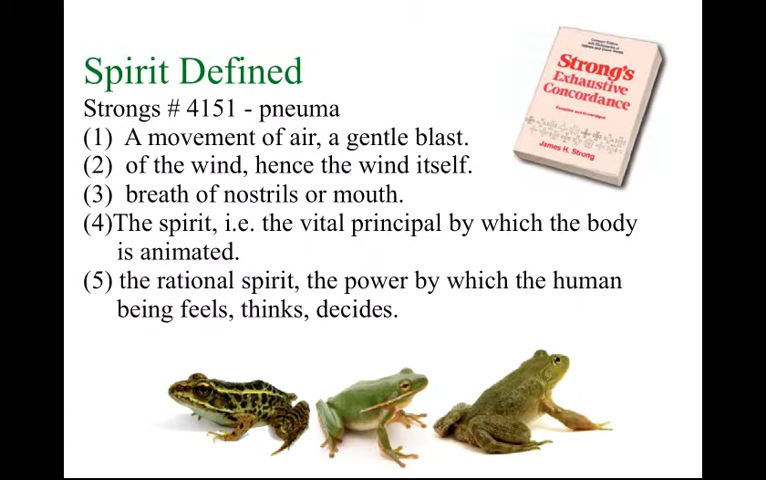 Spirit Defined
Strongs # 4151 - pneuma
(1) A movement of air, a gentle blast.
(2) of the wind, hence the wind itself.
(3) breath of nostrils or mouth.
(4)The spirit, i.e. the vital principal by which the body
is animated.
(5) the rational spirit, the power by which the human
being feels, thinks, decides.
Strong's
Exhaustive
Concordance
James H. Strong